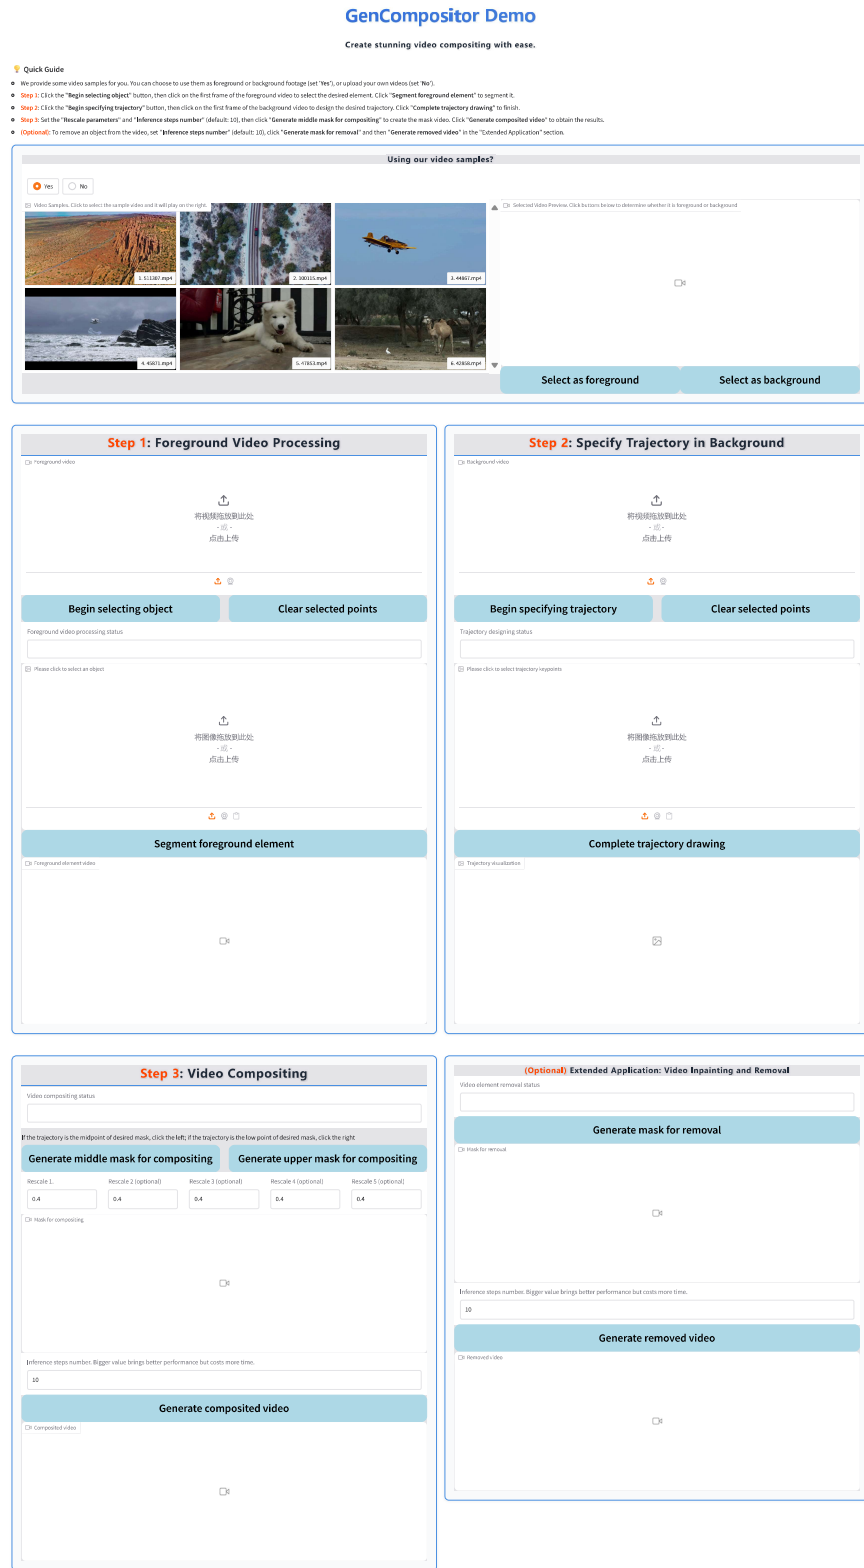 GenCompositor Demo
Create stunning video compositing with ease.
💡 Quick Guide
We provide some video samples for you. You can choose to use them as foreground or background footage (set 'Yes'), or upload your own videos (set 'No').
Step 1: Click the "Begin selecting object" button, then click on the first frame of the foreground video to select the desired element. Click "Segment foreground element" to segment it.
Step 2: Click the "Begin specifying trajectory" button, then click on the first frame of the background video to design the desired trajectory. Click "Complete trajectory drawing" to finish.
Step 3: Set the "Rescale parameters" and "Inference steps number" (default: 10), then click "Generate middle mask for compositing" to create the mask video. Click "Generate composited video" to obtain the results.
(Optional): To remove an object from the video, set "Inference steps number" (default: 10), click "Generate mask for removal" and then "Generate removed video" in the "Extended Application" section.
Using our video samples?
Yes
No
Video Samples. Click to select the sample video and it will play on the right.
Selected Video Preview. Click buttons below to determine whether it is foreground or background
1. 511307.mp4
2. 100115.mp4
3. 44867.mp4
4. 45871.mp4
5. 47853.mp4
6. 42858.mp4
Select as foreground
Select as background
Step 1: Foreground Video Processing
Foreground video
将视频拖放到此处
- 或 -
点击上传
Begin selecting object
Clear selected points
Foreground video processing status
Please click to select an object
将图像拖放到此处
- 或 -
点击上传
Segment foreground element
Foreground element video
Step 2: Specify Trajectory in Background
Background video
将视频拖放到此处
- 或 -
点击上传
Begin specifying trajectory
Clear selected points
Trajectory designing status
Please click to select trajectory keypoints
将图像拖放到此处
- 或 -
点击上传
Complete trajectory drawing
Trajectory visualization
Step 3: Video Compositing
Video compositing status
If the trajectory is the midpoint of desired mask, click the left; if the trajectory is the low point of desired mask, click the right
Generate middle mask for compositing
Generate upper mask for compositing
Rescale 1
Rescale 2 (optional)
Rescale 3 (optional)
Rescale 4 (optional)
Rescale 5 (optional)
0.4
0.4
0.4
0.4
0.4
Mask for compositing
Inference steps number. Bigger value brings better performance but costs more time.
10
Generate composited video
Composited video
(Optional) Extended Application: Video Inpainting and Removal
Video element removal status
Generate mask for removal
Mask for removal
Inference steps number. Bigger value brings better performance but costs more time.
10
Generate removed video
Removed video